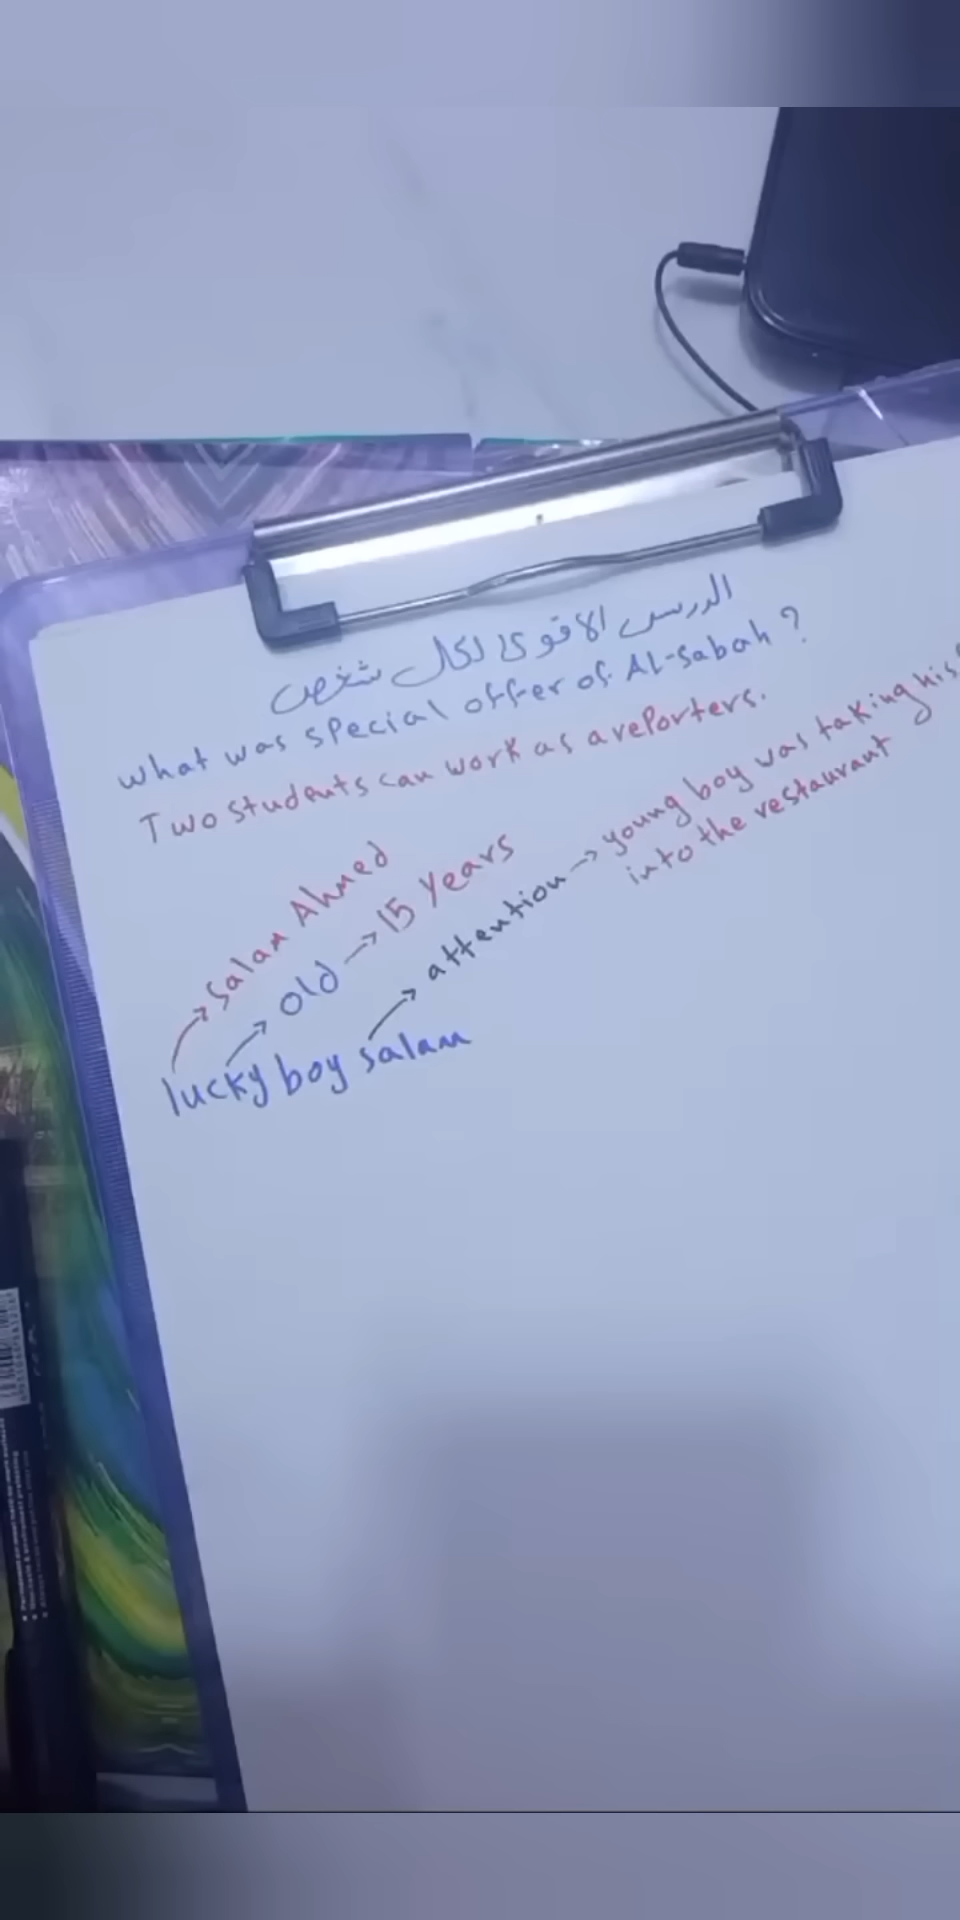 الدرس الاقوى لكل شخص
what was special offer of AL-Sabah ?
Two students can work as a reporters.
Salam Ahmed
old → 15 years
attention → young boy was taking his
into the restaurant
lucky boy salam